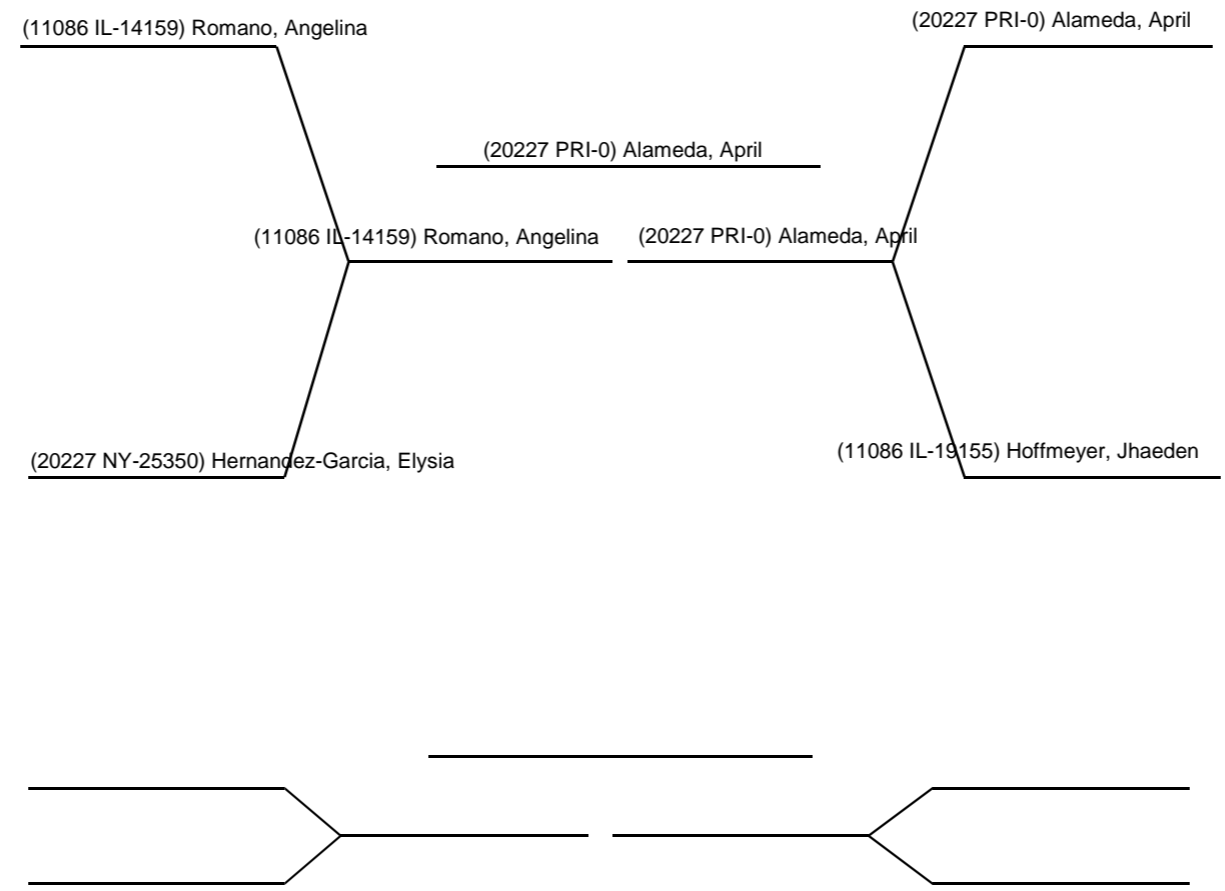 (11086 IL-14159) Romano, Angelina
(20227 PRI-0) Alameda, April
(20227 PRI-0) Alameda, April
(11086 IL-14159) Romano, Angelina
(20227 PRI-0) Alameda, April
(20227 NY-25350) Hernandez-Garcia, Elysia
(11086 IL-19155) Hoffmeyer, Jhaeden